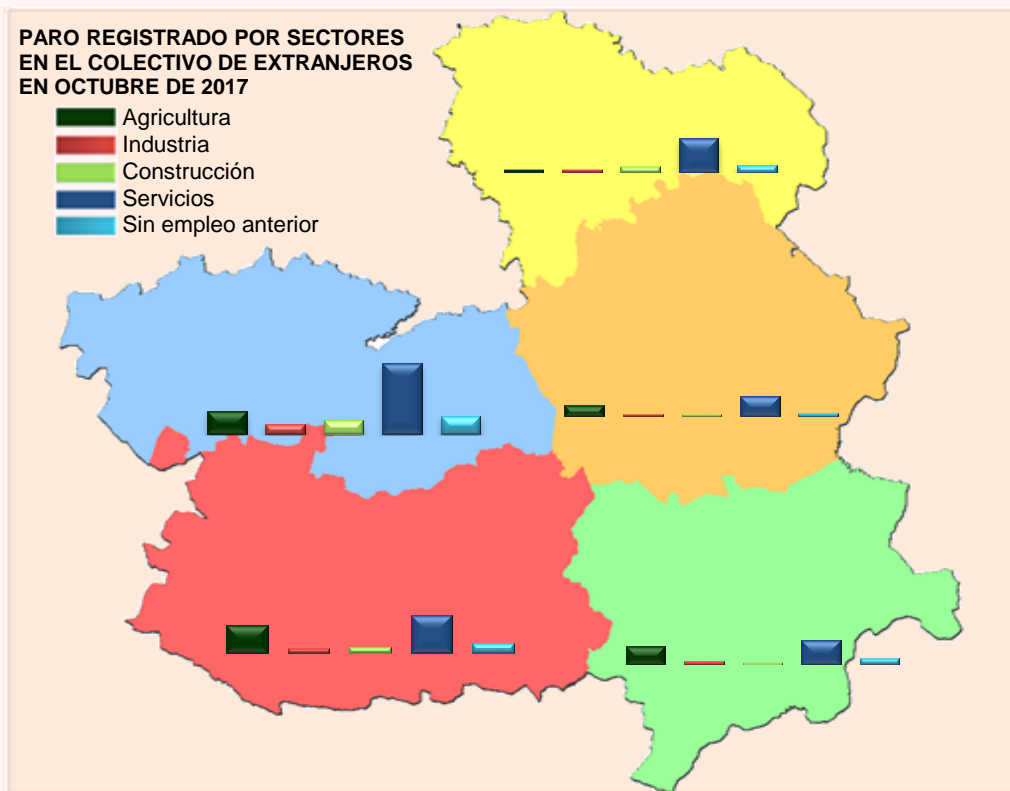 PARO REGISTRADO POR SECTORES
EN EL COLECTIVO DE EXTRANJEROS
EN OCTUBRE DE 2017
Agricultura
Industria
Construcción
Servicios
Sin empleo anterior